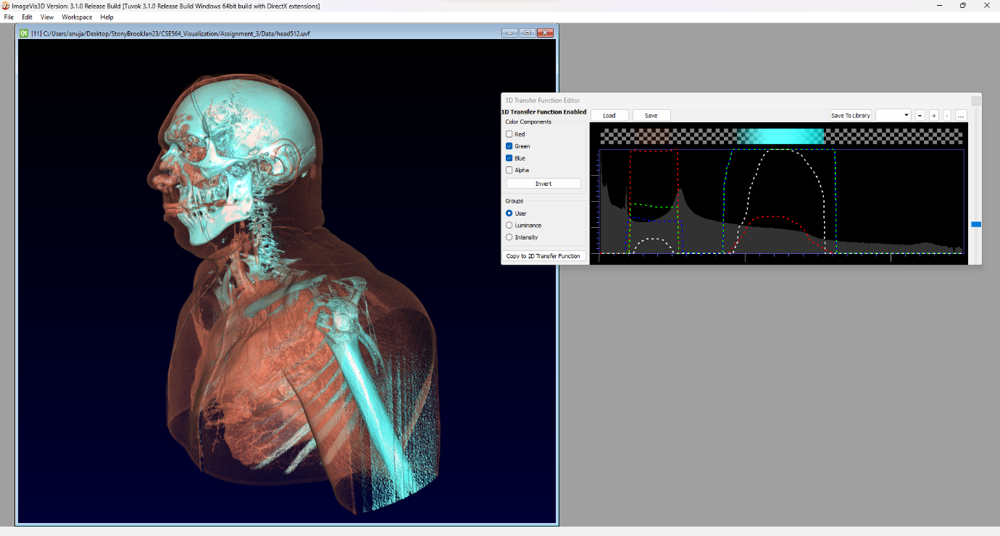 ImageVis3D Version: 3.1.0 Release Build [Tuvok 3.1.0 Release Build Windows 64bit build with DirectX extensions]
File Edit View Workspace Help
Qt [11] C:/Users/anuja/Desktop/StonyBrookJan23/CSE564_Visualization/Assignment_3/Data/head512.uvf
1D Transfer Function Editor
1D Transfer Function Enabled
Load Save Save To Library = + - ...
Color Components
Red
Green
Blue
Alpha
Invert
Groups
User
Luminance
Intensity
Copy to 2D Transfer Function